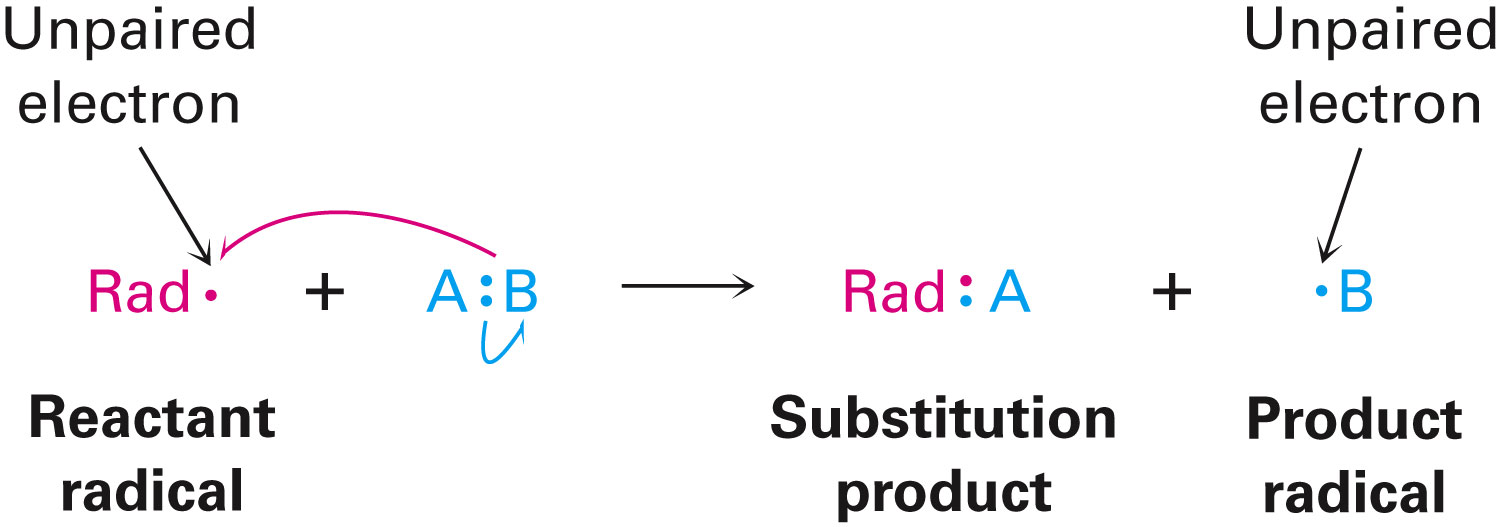 Unpaired electron
Unpaired electron
Rad· + A:B → Rad:A + ·B
Reactant radical
Substitution product
Product radical